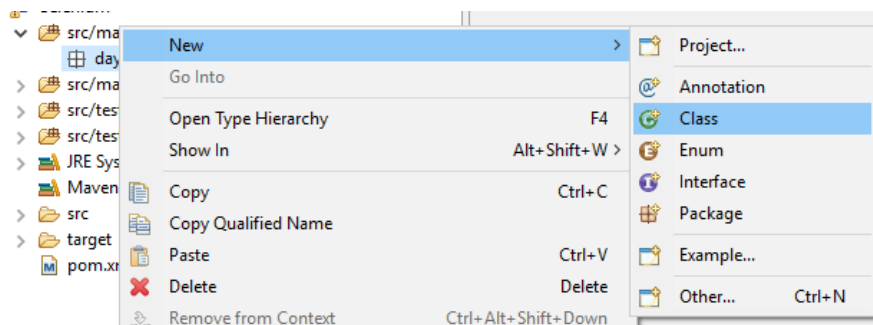 src/ma
day
src/ma
src/tes
src/tes
JRE Sys
Maven
src
target
pom.xr
New >
Go Into
Open Type Hierarchy F4
Show In Alt+Shift+W >
Copy Ctrl+C
Copy Qualified Name
Paste Ctrl+V
Delete Delete
Remove from Context Ctrl+Alt+Shift+Down
Project...
Annotation
Class
Enum
Interface
Package
Example...
Other... Ctrl+N